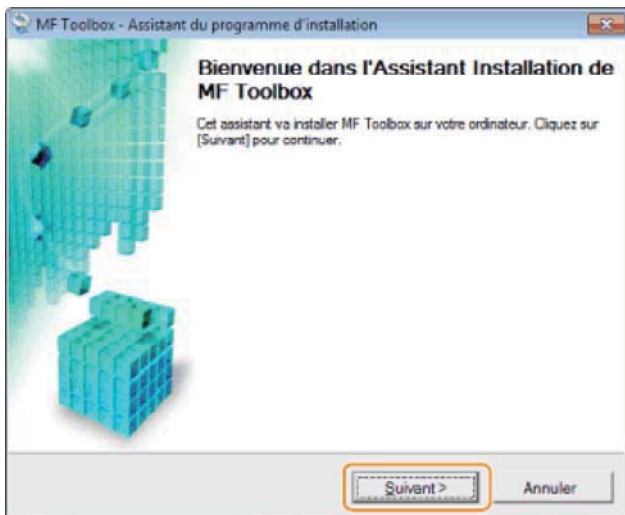 MF Toolbox - Assistant du programme d'installation
Bienvenue dans l'Assistant Installation de
MF Toolbox
Cet assistant va installer MF Toolbox sur votre ordinateur. Cliquez sur
[Suivant] pour continuer.
Suivant >
Annuler